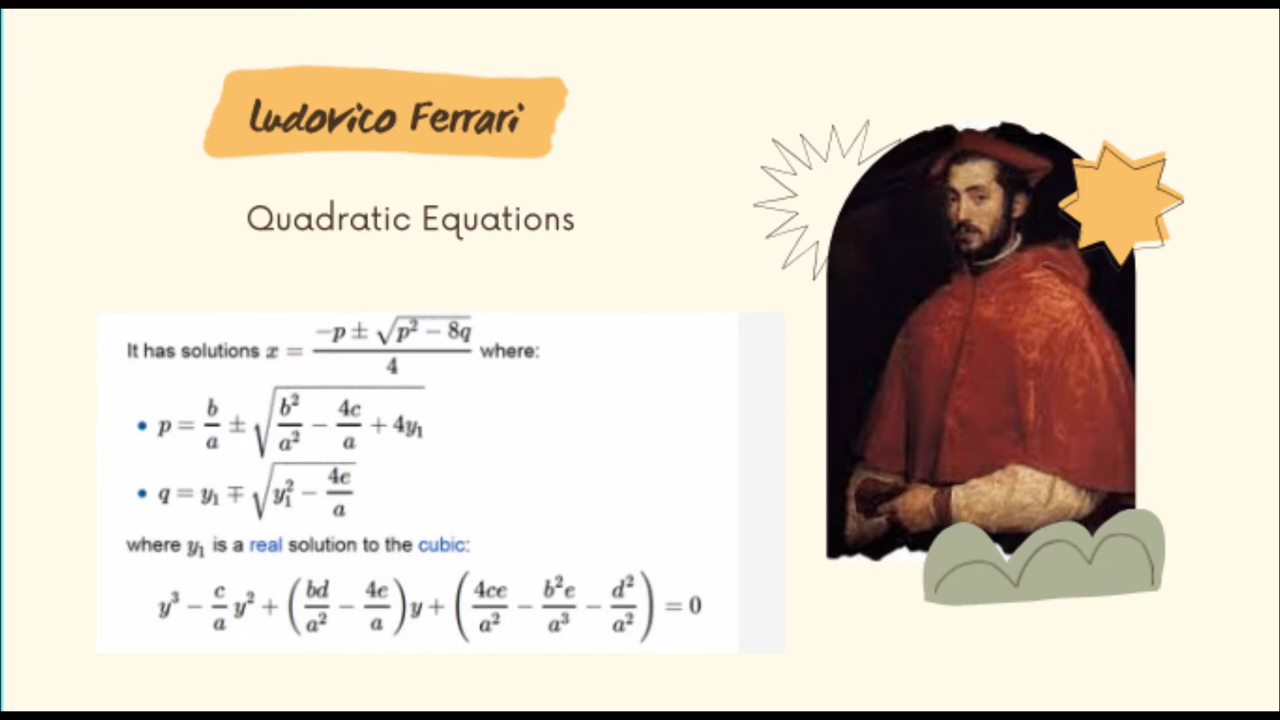 Ludovico Ferrari
Quadratic Equations
It has solutions x = (−p ± √(p² − 8q)) / 4 where:
• p = b/a ± √(b²/a² − 4c/a + 4y₁)
• q = y₁ ∓ √(y₁² − 4e/a)
where y₁ is a real solution to the cubic:
y³ − c/a y² + (bd/a² − 4e/a) y + (4ce/a² − b²e/a³ − d²/a²) = 0